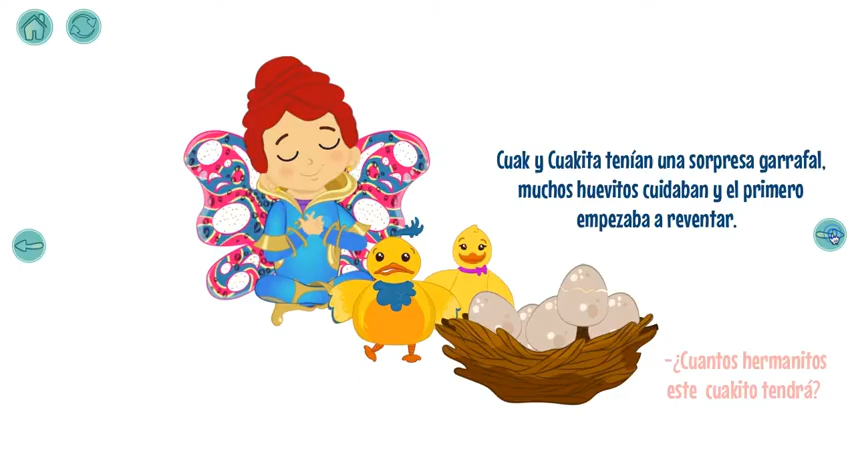 Cuak y Cuakita tenían una sorpresa garrafal,
muchos huevitos cuidaban y el primero
empezaba a reventar.
-¿Cuantos hermanitos
este cuakito tendrá?